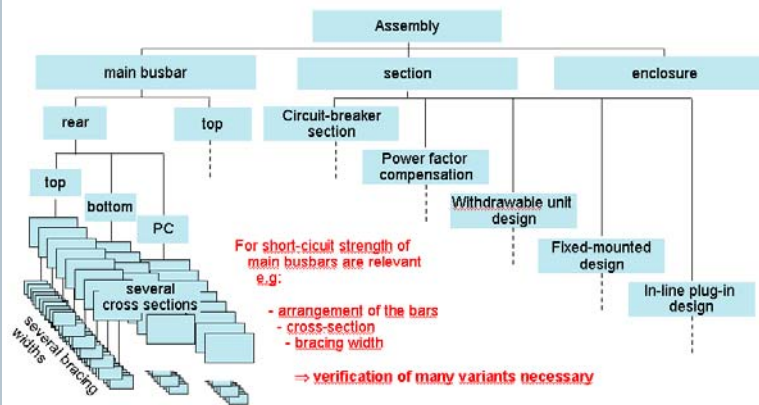 Assembly
main busbar
section
enclosure
rear
top
Circuit-breaker
section
Power factor
compensation
Withdrawable unit
design
Fixed-mounted
design
In-line plug-in
design
top
bottom
PC
several
cross sections
several bracing
widths
For short-cicuit strength of
main busbars are relevant
e.g:
- arrangement of the bars
- cross-section
- bracing width
⇒ verification of many variants necessary